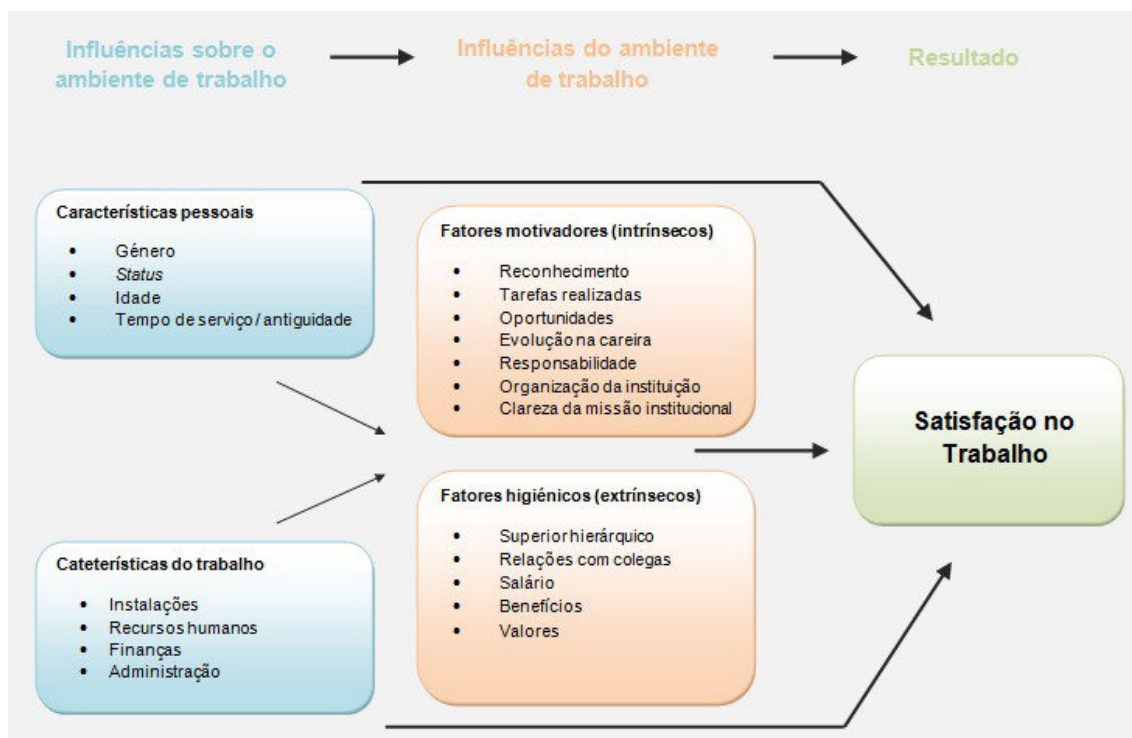 Influências sobre o
ambiente de trabalho
Influências do ambiente
de trabalho
Resultado
Características pessoais
• Género
• Status
• Idade
• Tempo de serviço / antiguidade
Cateterísticas do trabalho
• Instalações
• Recursos humanos
• Finanças
• Administração
Fatores motivadores (intrínsecos)
• Reconhecimento
• Tarefas realizadas
• Oportunidades
• Evolução na careira
• Responsabilidade
• Organização da instituição
• Clareza da missão institucional
Fatores higiénicos (extrínsecos)
• Superior hierárquico
• Relações com colegas
• Salário
• Benefícios
• Valores
Satisfação no
Trabalho